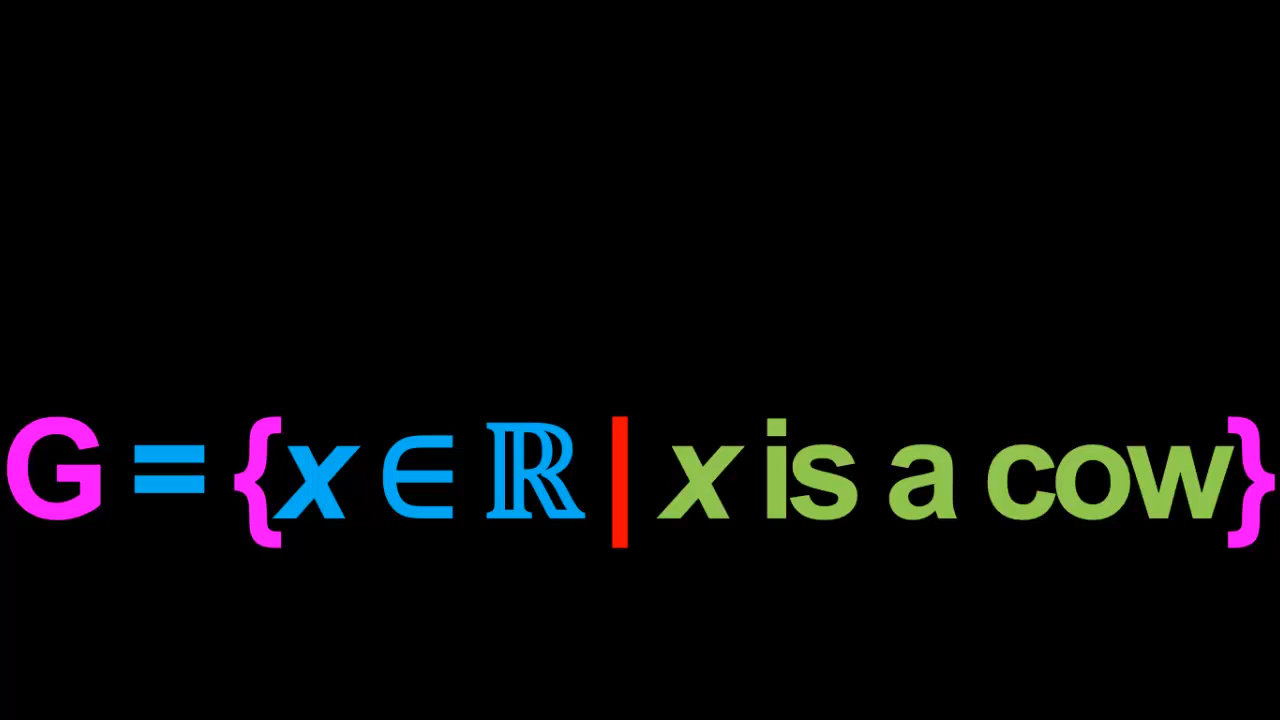 G = {x ∈ ℝ | x is a cow}